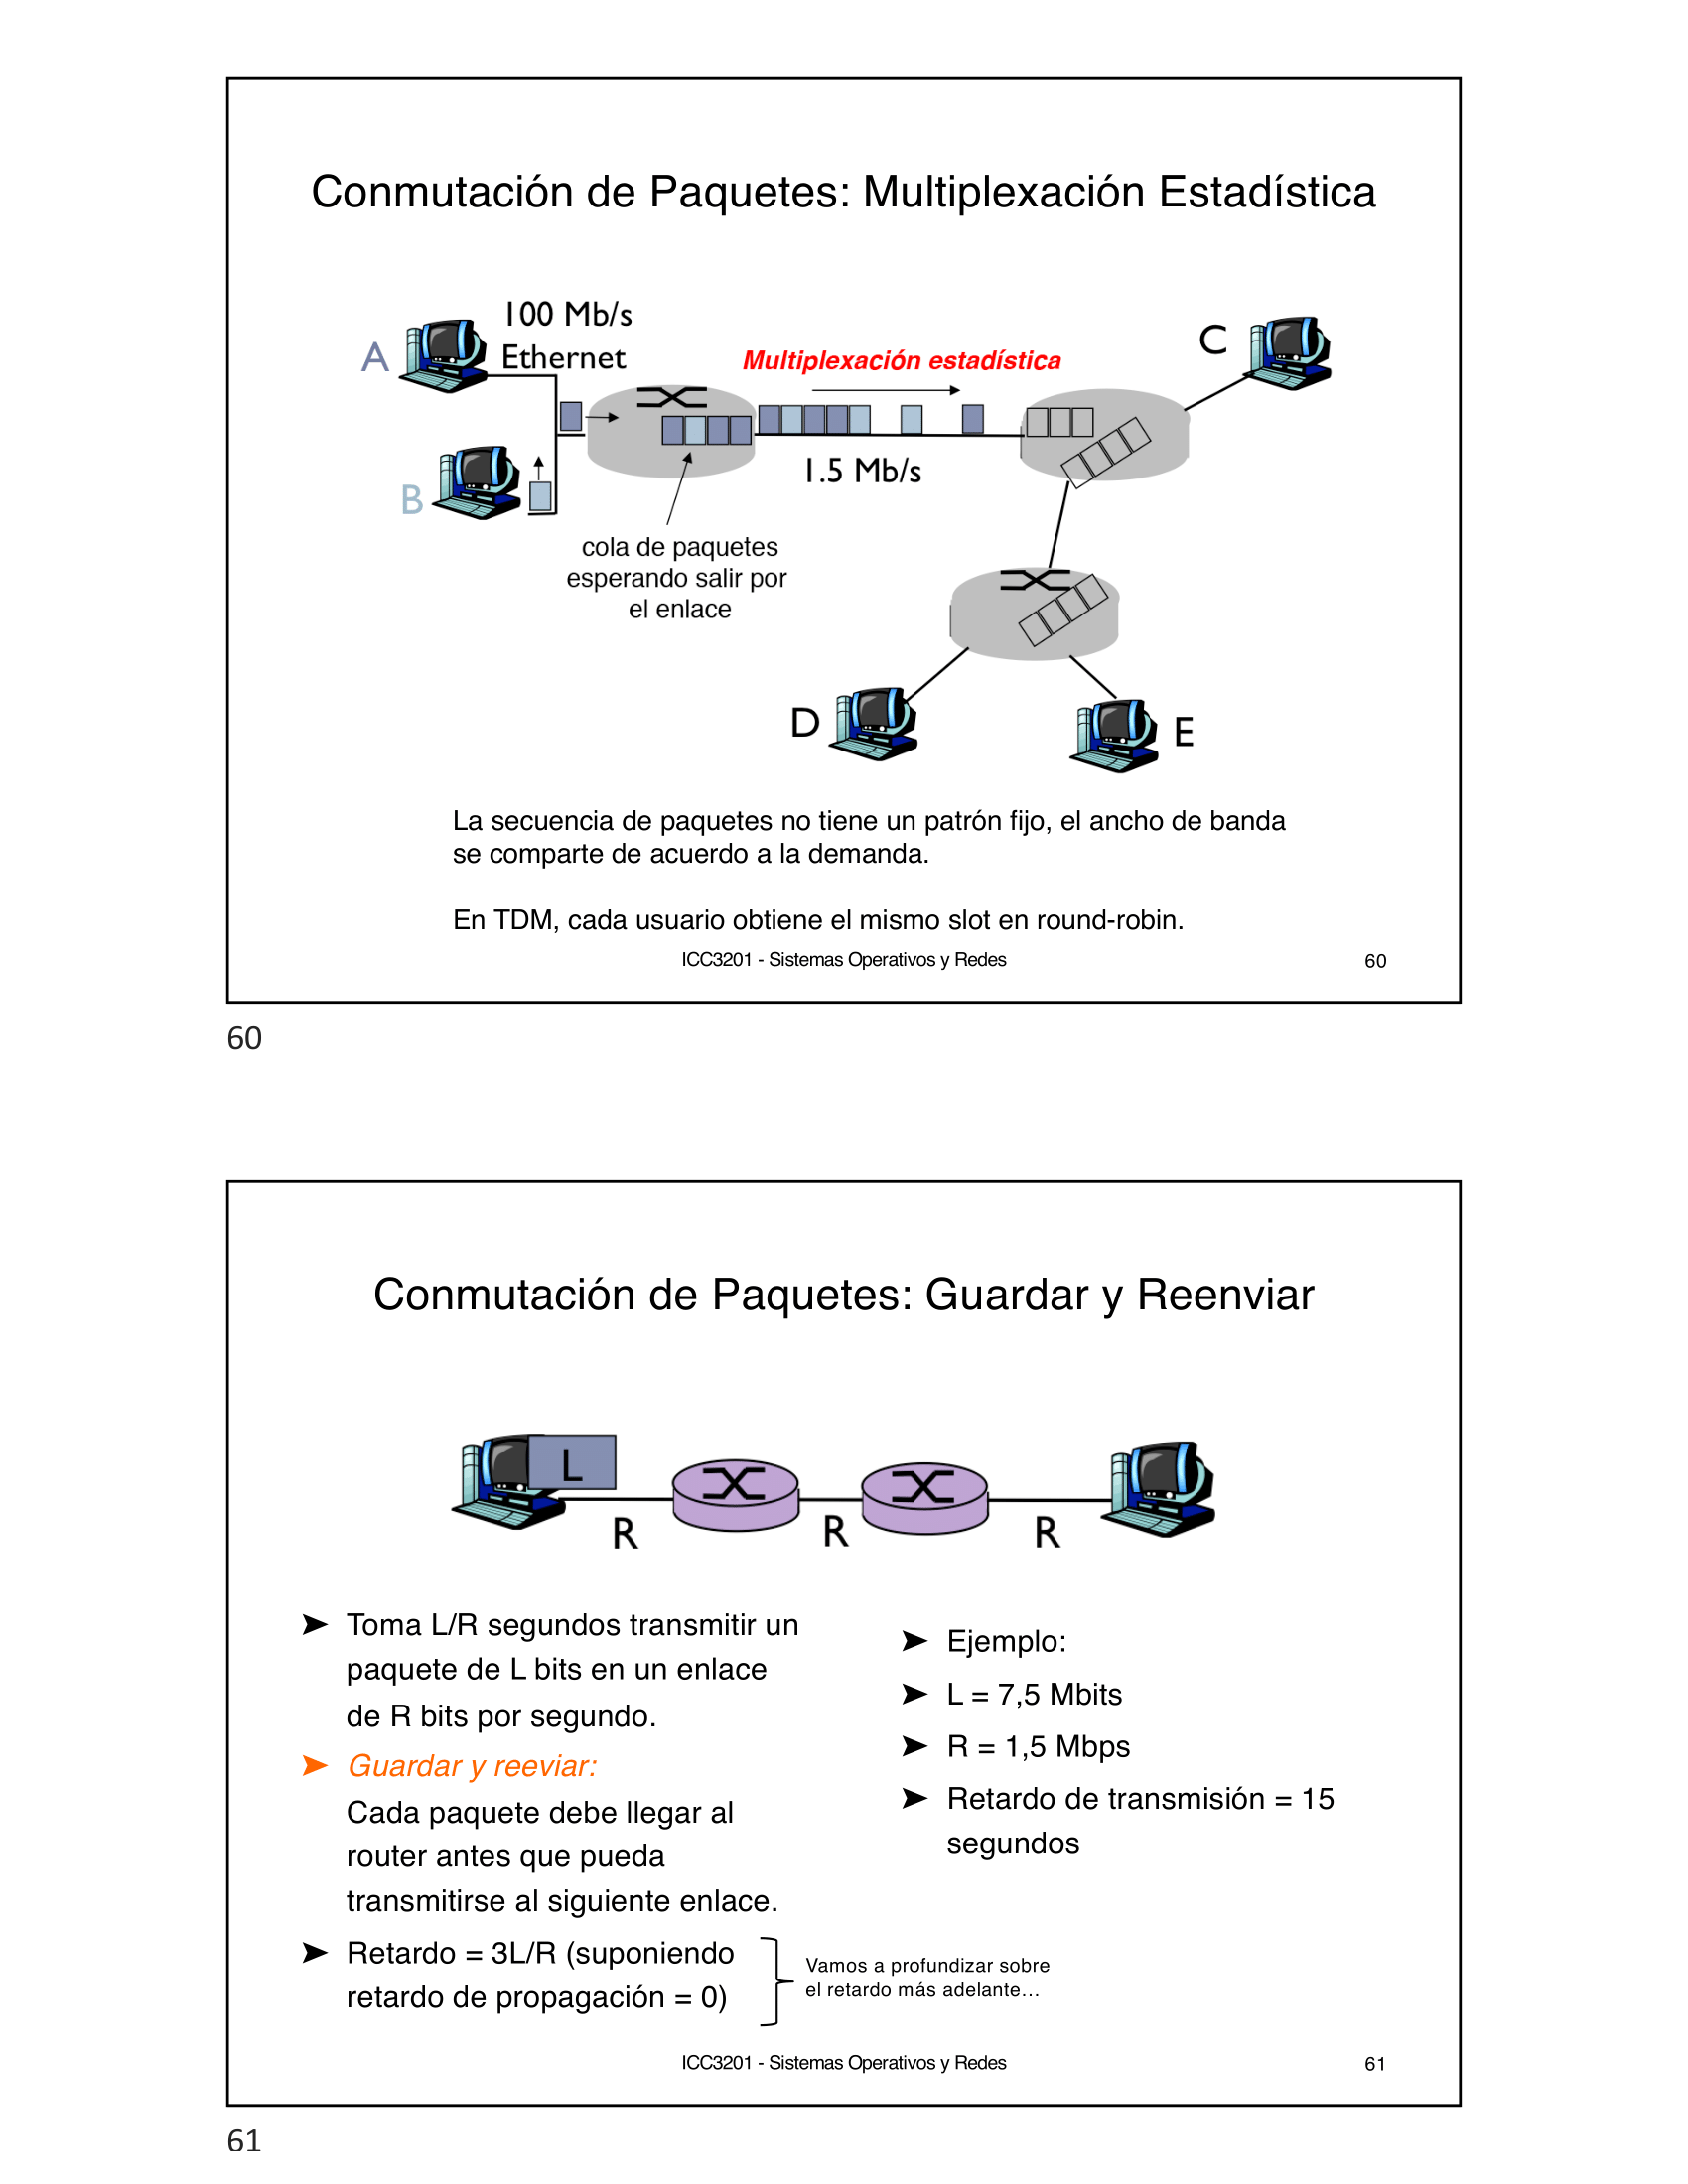 Conmutación de Paquetes: Multiplexación Estadística
100 Mb/s
Ethernet
A
B
Multiplexación estadística
1.5 Mb/s
C
cola de paquetes
esperando salir por
el enlace
D
E
La secuencia de paquetes no tiene un patrón fijo, el ancho de banda
se comparte de acuerdo a la demanda.
En TDM, cada usuario obtiene el mismo slot en round-robin.
ICC3201 - Sistemas Operativos y Redes
60
60
Conmutación de Paquetes: Guardar y Reenviar
L
R
R
R
➤ Toma L/R segundos transmitir un
paquete de L bits en un enlace
de R bits por segundo.
➤ Guardar y reeviar:
Cada paquete debe llegar al
router antes que pueda
transmitirse al siguiente enlace.
➤ Retardo = 3L/R (suponiendo
retardo de propagación = 0)
➤ Ejemplo:
➤ L = 7,5 Mbits
➤ R = 1,5 Mbps
➤ Retardo de transmisión = 15
segundos
Vamos a profundizar sobre
el retardo más adelante…
ICC3201 - Sistemas Operativos y Redes
61
61